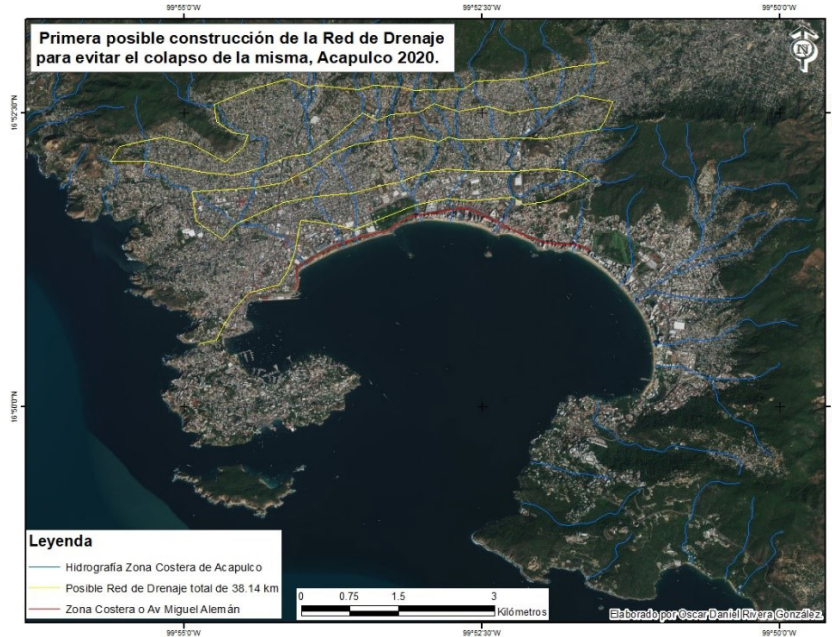 99°55'0"W
99°52'30"W
99°50'0"W
Primera posible construcción de la Red de Drenaje
para evitar el colapso de la misma, Acapulco 2020.
N
16°52'30"N
16°50'0"N
Leyenda
Hidrografía Zona Costera de Acapulco
Posible Red de Drenaje total de 38.14 km
Zona Costera o Av Miguel Alemán
0 0.75 1.5 3
Kilómetros
Elaborado por Oscar Daniel Rivera González.
99°55'0"W
99°52'30"W
99°50'0"W